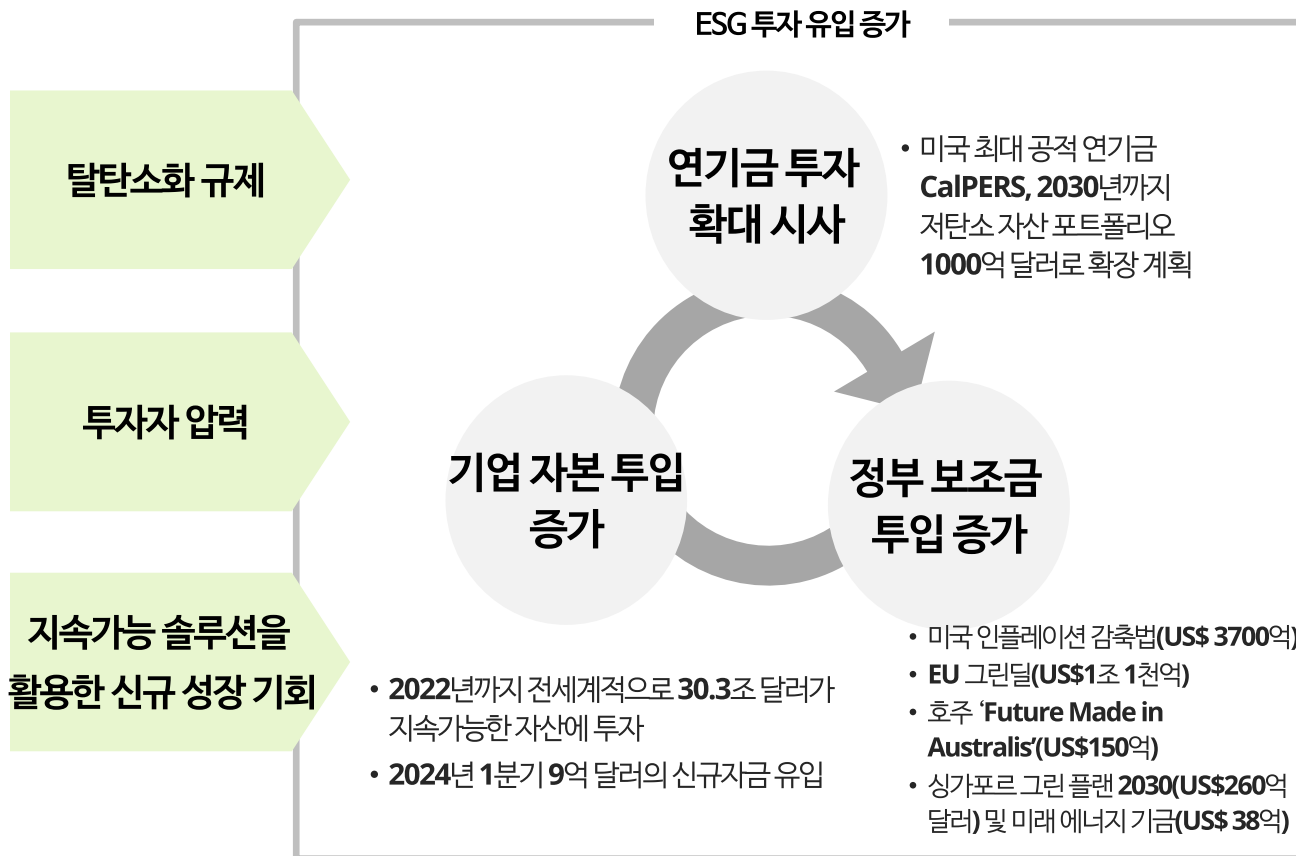 ESG 투자 유입 증가
탈탄소화 규제
투자자 압력
지속가능 솔루션을
활용한 신규 성장 기회
연기금 투자
확대 시사
• 미국 최대 공적 연기금
CalPERS, 2030년까지
저탄소 자산 포트폴리오
1000억 달러로 확장 계획
기업 자본 투입
증가
• 2022년까지 전세계적으로 30.3조 달러가
지속가능한 자산에 투자
• 2024년 1분기 9억 달러의 신규자금 유입
정부 보조금
투입 증가
• 미국 인플레이션 감축법(US$ 3700억)
• EU 그린딜(US$1조 1천억)
• 호주 ‘Future Made in
Australis’(US$150억)
• 싱가포르 그린 플랜 2030(US$260억
달러) 및 미래 에너지 기금(US$ 38억)